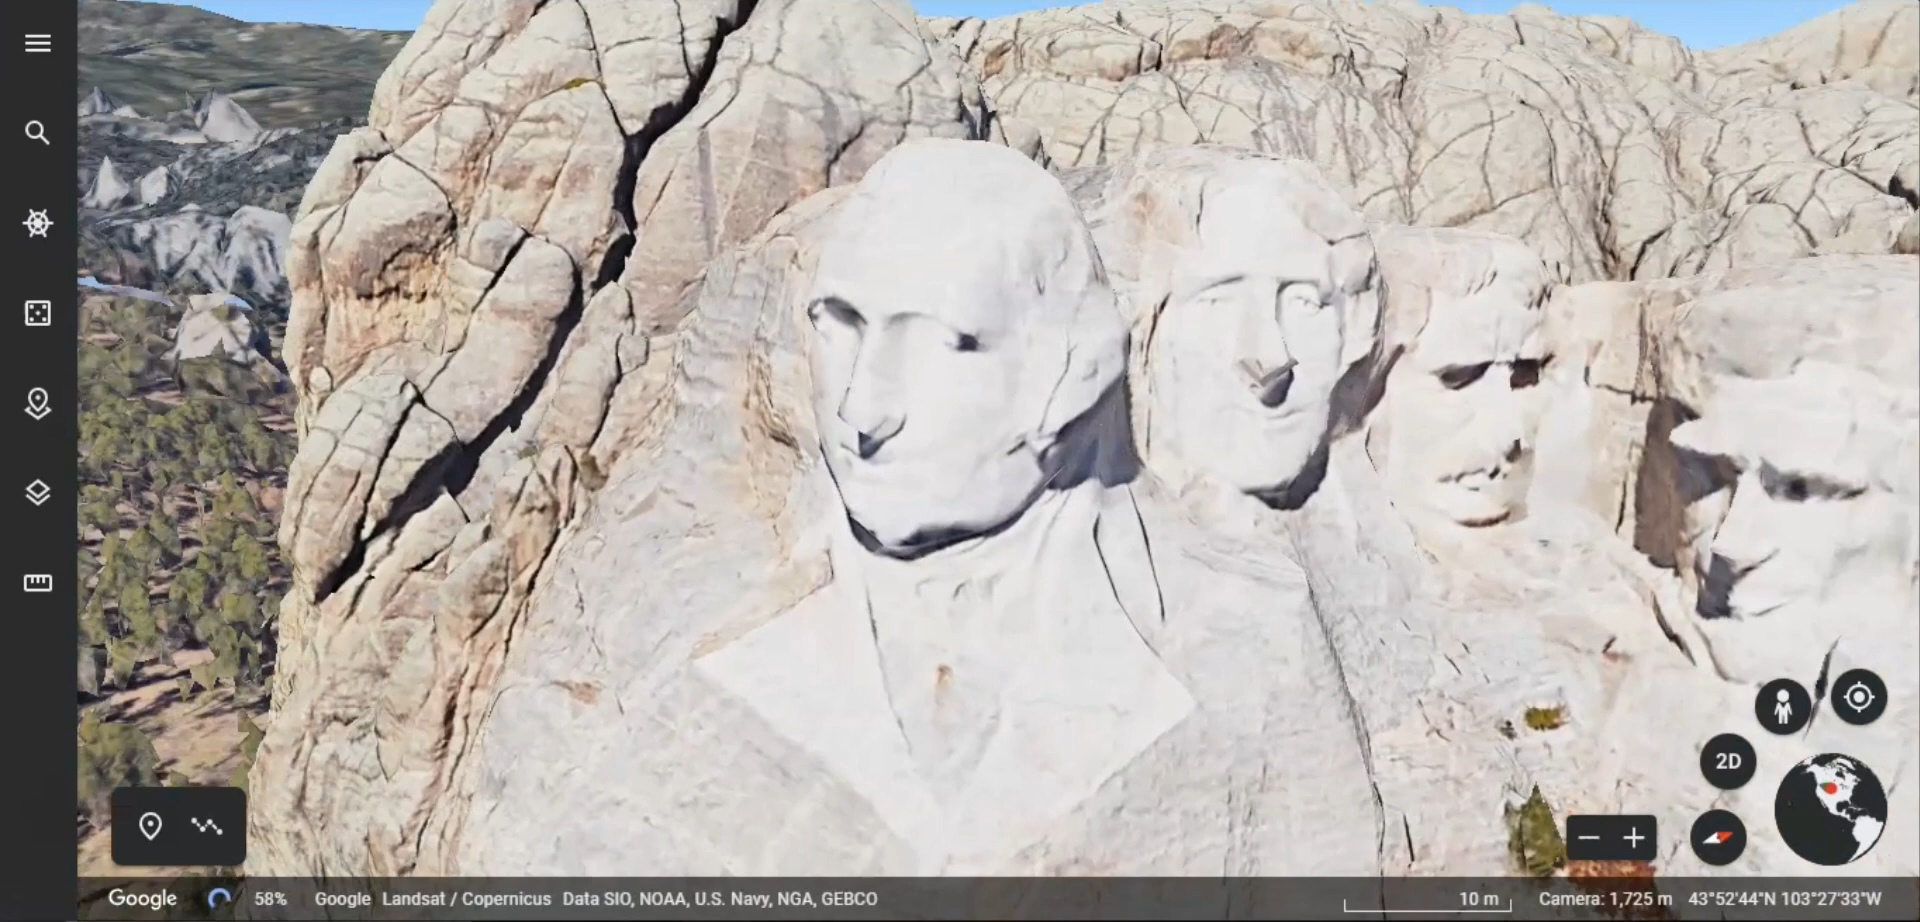 2D
10 m
Google 58% Google Landsat / Copernicus Data SIO, NOAA, U.S. Navy, NGA, GEBCO
Camera: 1,725 m 43°52'44"N 103°27'33"W